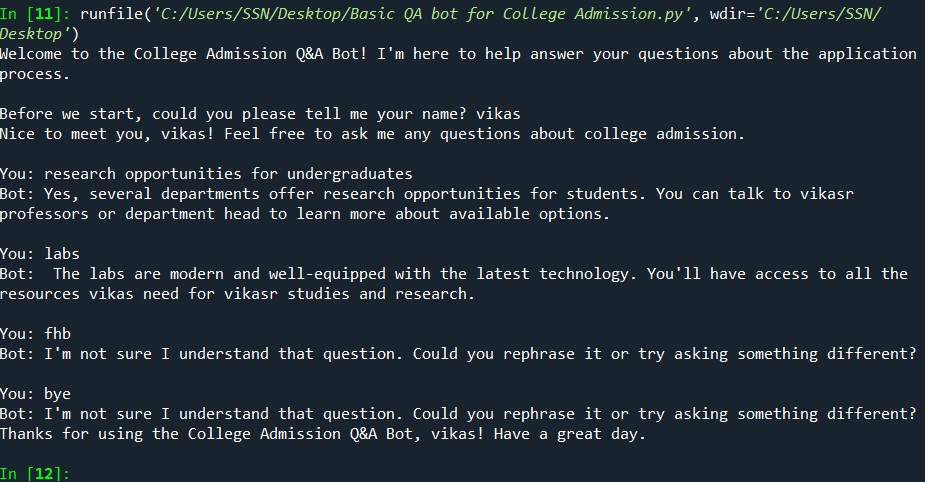 In [11]: runfile('C:/Users/SSN/Desktop/Basic QA bot for College Admission.py', wdir='C:/Users/SSN/
Desktop')
Welcome to the College Admission Q&A Bot! I'm here to help answer your questions about the application
process.
Before we start, could you please tell me your name? vikas
Nice to meet you, vikas! Feel free to ask me any questions about college admission.
You: research opportunities for undergraduates
Bot: Yes, several departments offer research opportunities for students. You can talk to vikasr
professors or department head to learn more about available options.
You: labs
Bot:  The labs are modern and well-equipped with the latest technology. You'll have access to all the
resources vikas need for vikasr studies and research.
You: fhb
Bot: I'm not sure I understand that question. Could you rephrase it or try asking something different?
You: bye
Bot: I'm not sure I understand that question. Could you rephrase it or try asking something different?
Thanks for using the College Admission Q&A Bot, vikas! Have a great day.
In [12]: